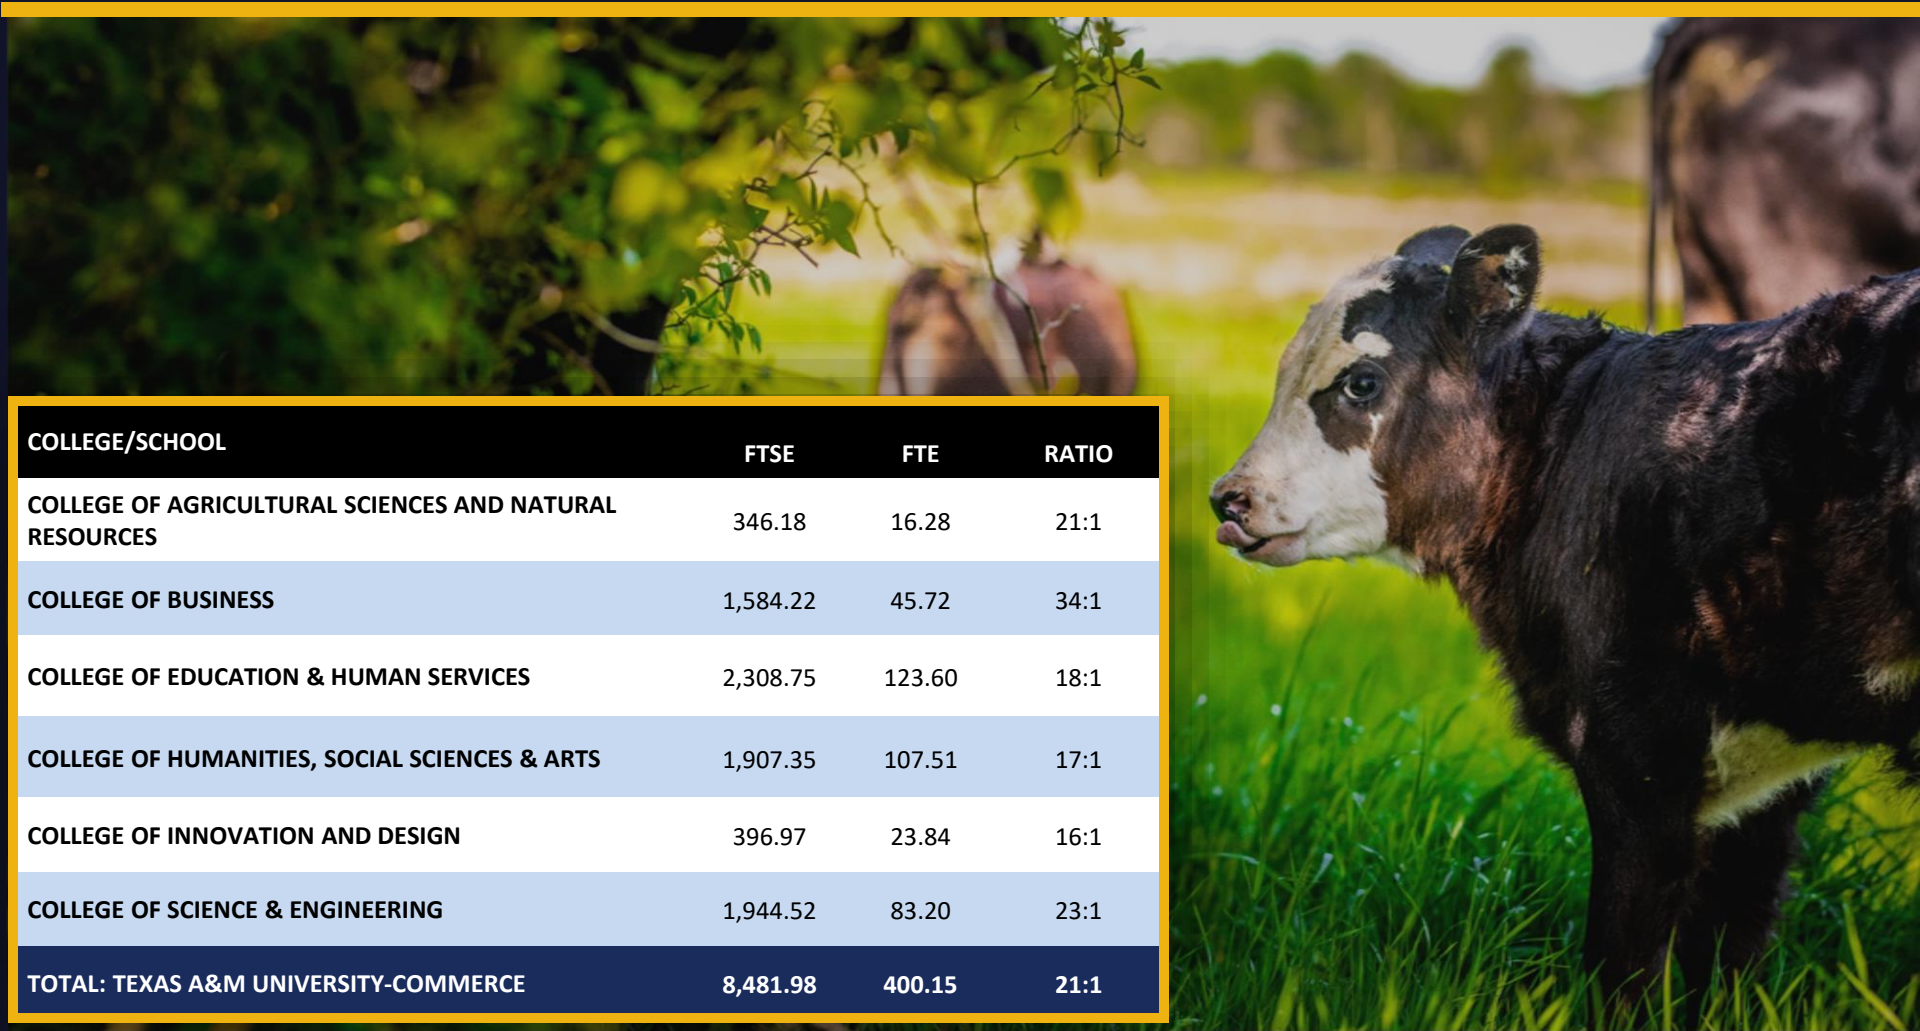 COLLEGE/SCHOOL FTSE FTE RATIO
COLLEGE OF AGRICULTURAL SCIENCES AND NATURAL
RESOURCES 346.18 16.28 21:1
COLLEGE OF BUSINESS 1,584.22 45.72 34:1
COLLEGE OF EDUCATION & HUMAN SERVICES 2,308.75 123.60 18:1
COLLEGE OF HUMANITIES, SOCIAL SCIENCES & ARTS 1,907.35 107.51 17:1
COLLEGE OF INNOVATION AND DESIGN 396.97 23.84 16:1
COLLEGE OF SCIENCE & ENGINEERING 1,944.52 83.20 23:1
TOTAL: TEXAS A&M UNIVERSITY-COMMERCE 8,481.98 400.15 21:1